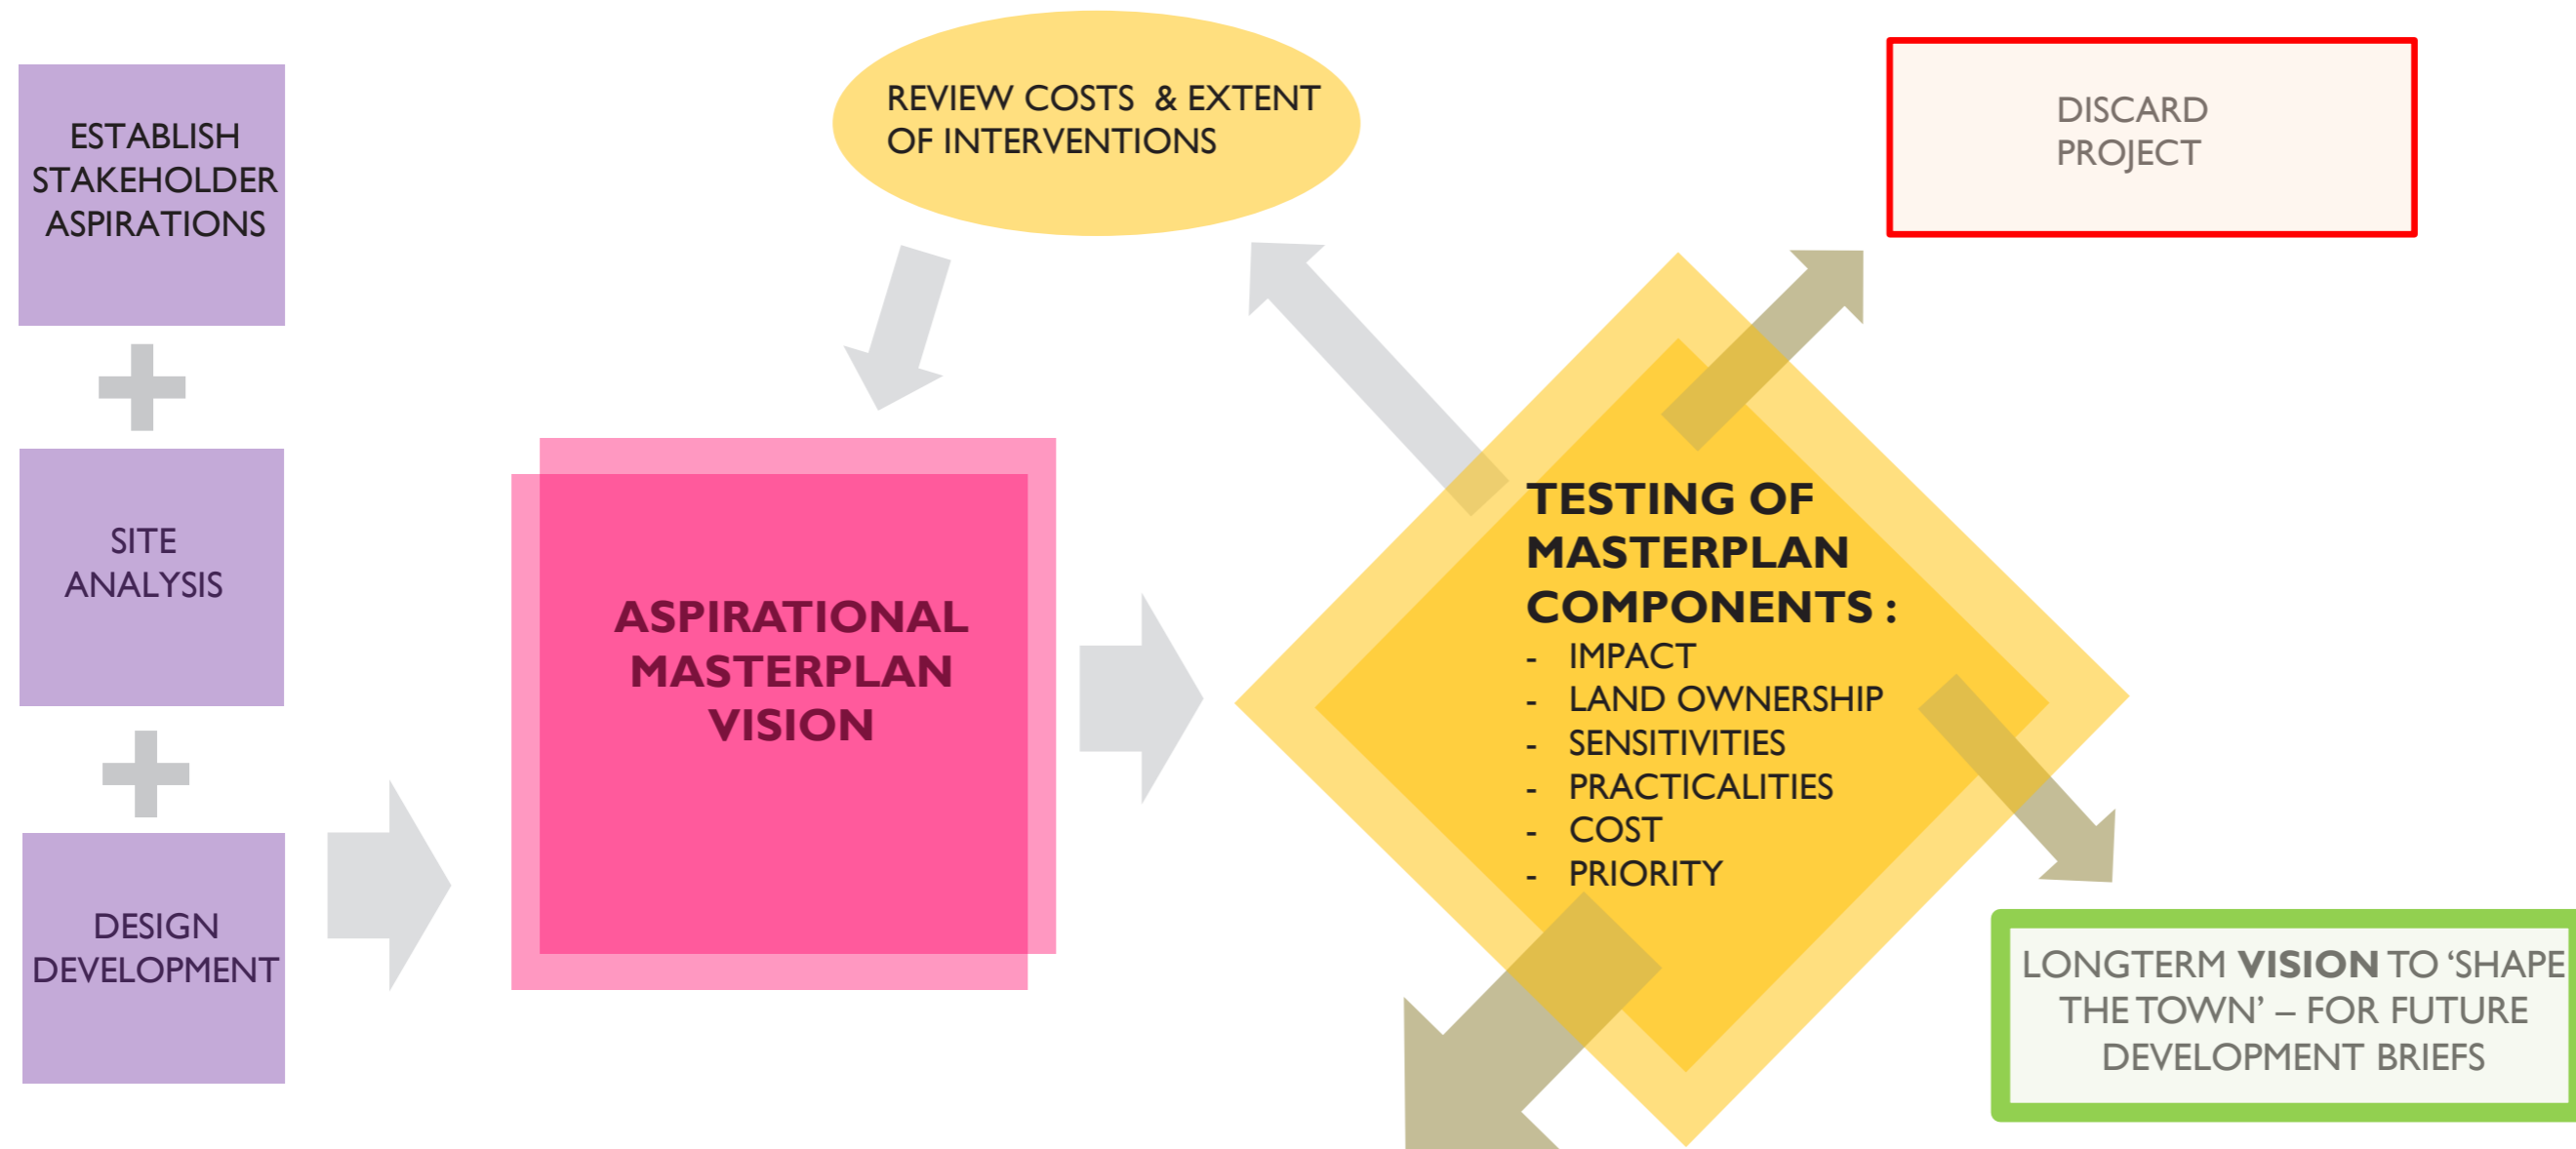 ESTABLISH
STAKEHOLDER
ASPIRATIONS
SITE
ANALYSIS
DESIGN
DEVELOPMENT
REVIEW COSTS & EXTENT
OF INTERVENTIONS
ASPIRATIONAL
MASTERPLAN
VISION
TESTING OF
MASTERPLAN
COMPONENTS :
- IMPACT
- LAND OWNERSHIP
- SENSITIVITIES
- PRACTICALITIES
- COST
- PRIORITY
DISCARD
PROJECT
LONGTERM VISION TO ‘SHAPE
THE TOWN’ – FOR FUTURE
DEVELOPMENT BRIEFS